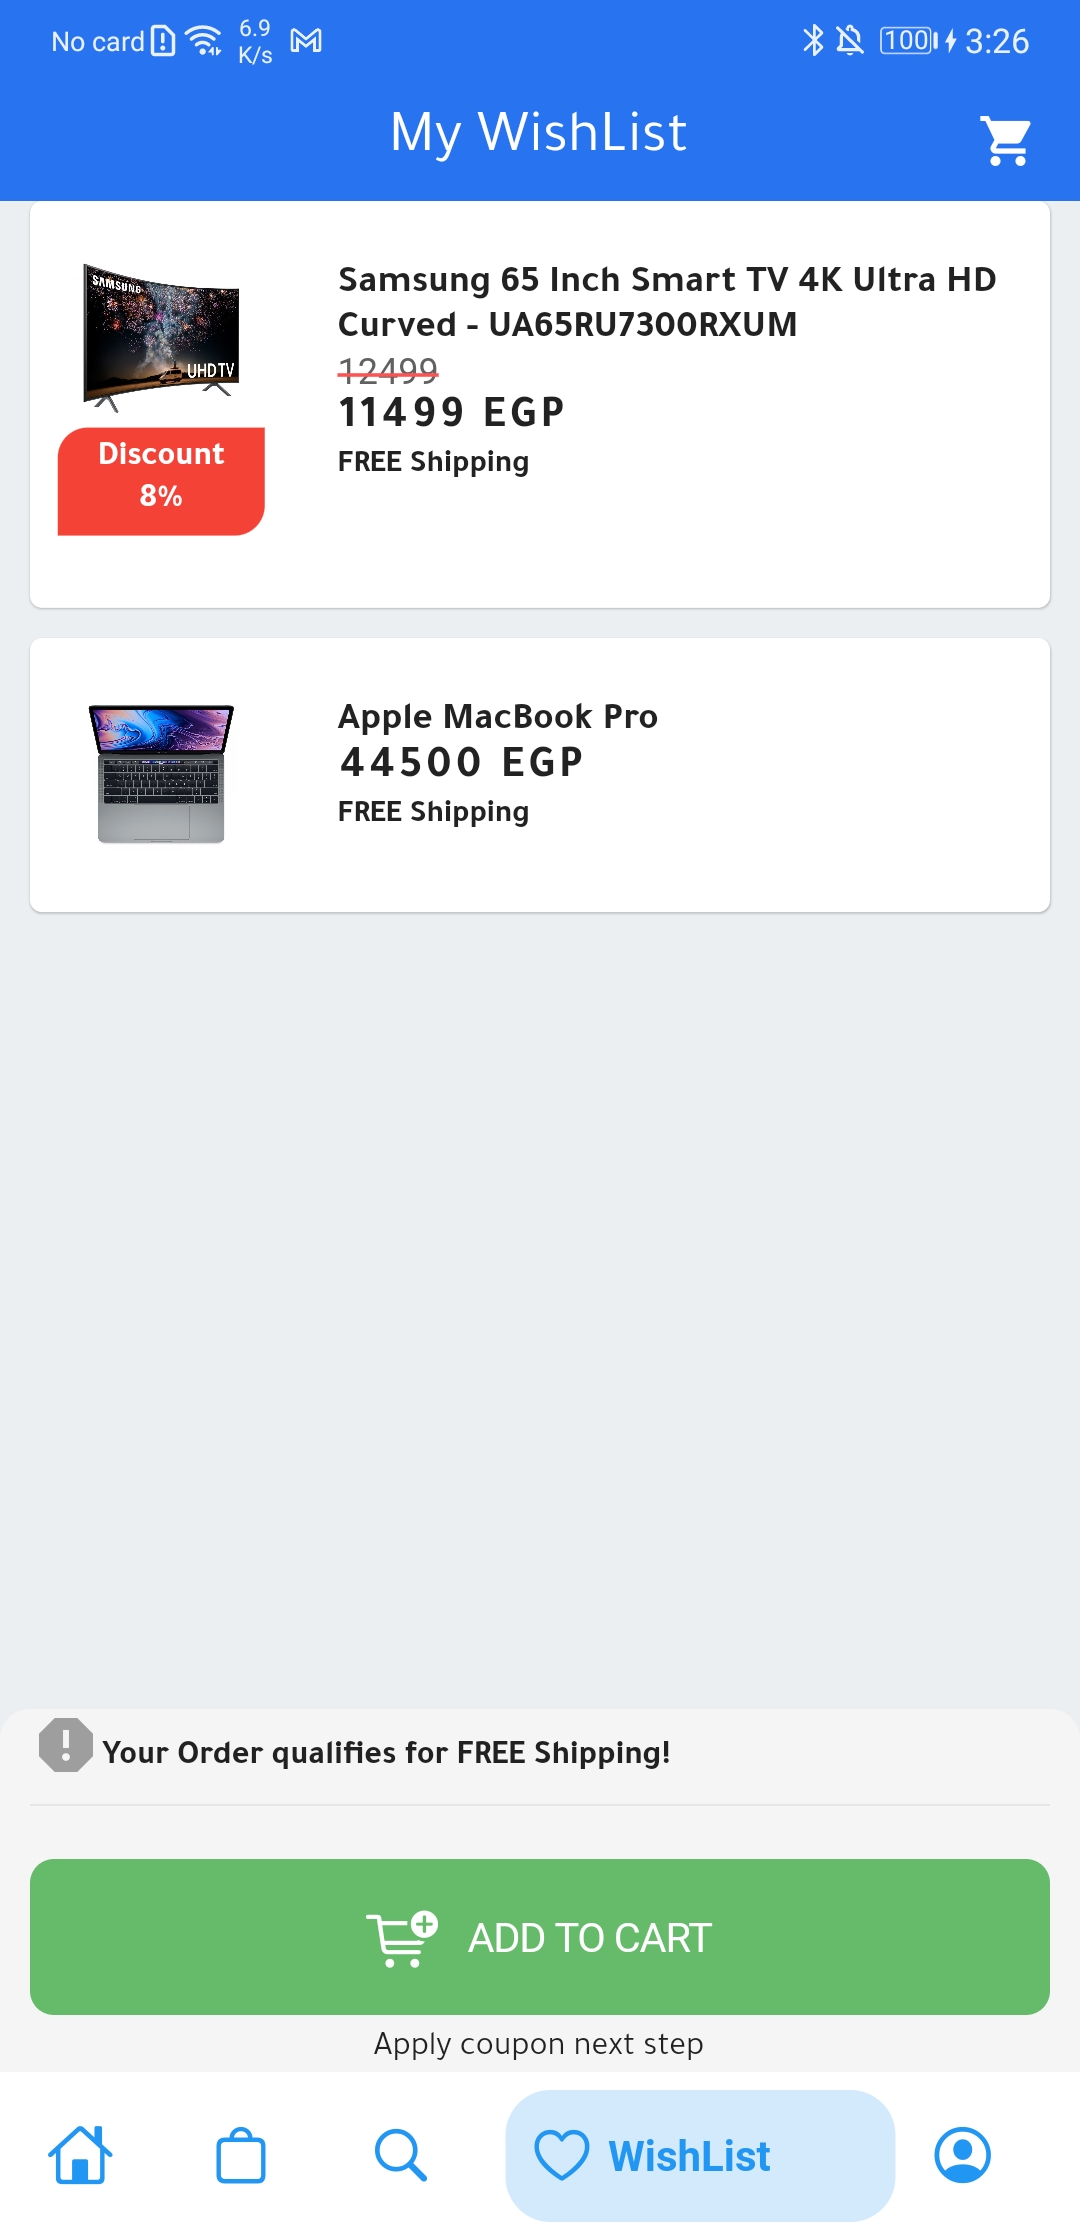 No card
6.9
K/s
100
3:26
My WishList
SAMSUNG
UHD TV
Samsung 65 Inch Smart TV 4K Ultra HD
Curved - UA65RU7300RXUM
12499
11499 EGP
FREE Shipping
Discount
8%
Apple MacBook Pro
44500 EGP
FREE Shipping
Your Order qualifies for FREE Shipping!
ADD TO CART
Apply coupon next step
WishList